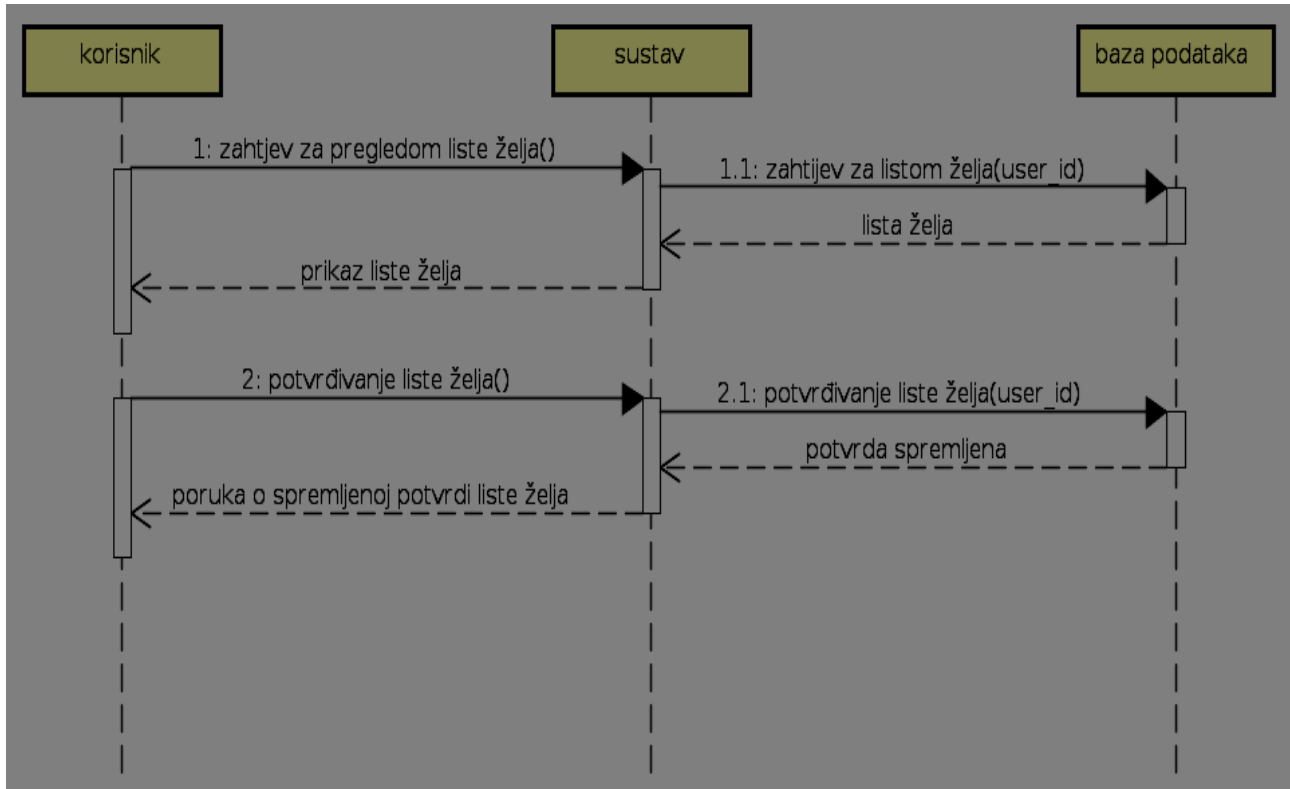 korisnik
sustav
baza podataka
1: zahtjev za pregledom liste želja()
1.1: zahtijev za listom želja(user_id)
lista želja
prikaz liste želja
2: potvrđivanje liste želja()
2.1: potvrđivanje liste želja(user_id)
potvrda spremljena
poruka o spremljenoj potvrdi liste želja